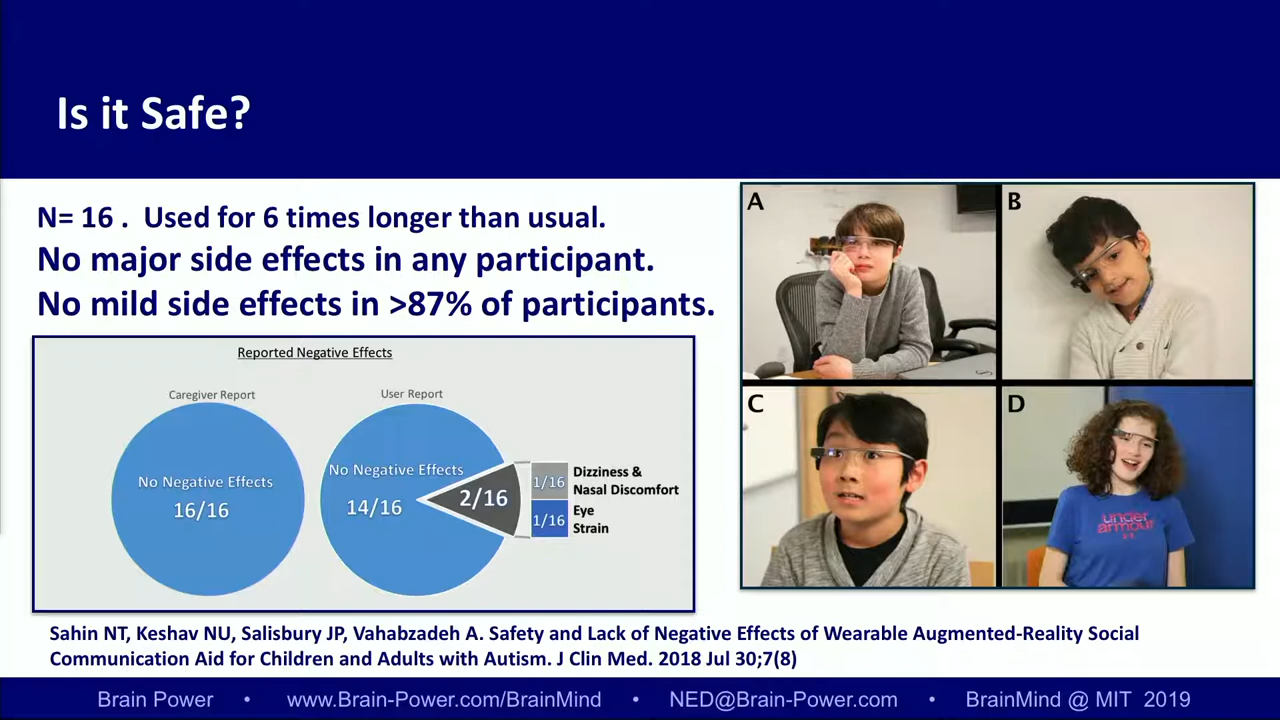 Is it Safe?
N= 16 .  Used for 6 times longer than usual.
No major side effects in any participant.
No mild side effects in >87% of participants.
Reported Negative Effects
Caregiver Report
User Report
No Negative Effects
16/16
No Negative Effects
14/16
2/16
1/16
Dizziness &
Nasal Discomfort
1/16
Eye
Strain
A
B
C
D
under
armour
Sahin NT, Keshav NU, Salisbury JP, Vahabzadeh A. Safety and Lack of Negative Effects of Wearable Augmented-Reality Social
Communication Aid for Children and Adults with Autism. J Clin Med. 2018 Jul 30;7(8)
Brain Power • www.Brain-Power.com/BrainMind • NED@Brain-Power.com • BrainMind @ MIT 2019